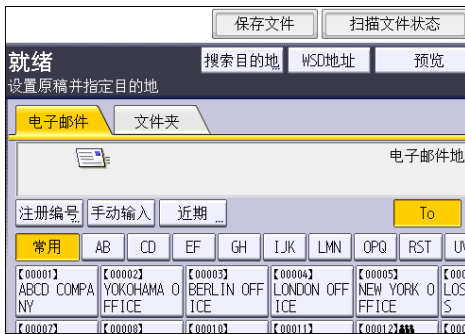 保存文件 扫描文件状态
就绪 搜索目的地 WSD地址 预览
设置原稿并指定目的地
电子邮件 文件夹
电子邮件地
注册编号 手动输入 近期 To
常用 AB CD EF GH IJK LMN OPQ RST UV
【00001】 【00002】 【00003】 【00004】 【00005】
ABCD COMPA YOKOHAMA O BERLIN OFF LONDON OFF NEW YORK O LOS
NY FFICE ICE ICE FFICE S
【00007】 【00008】 【00010】 【00011】 【00012】